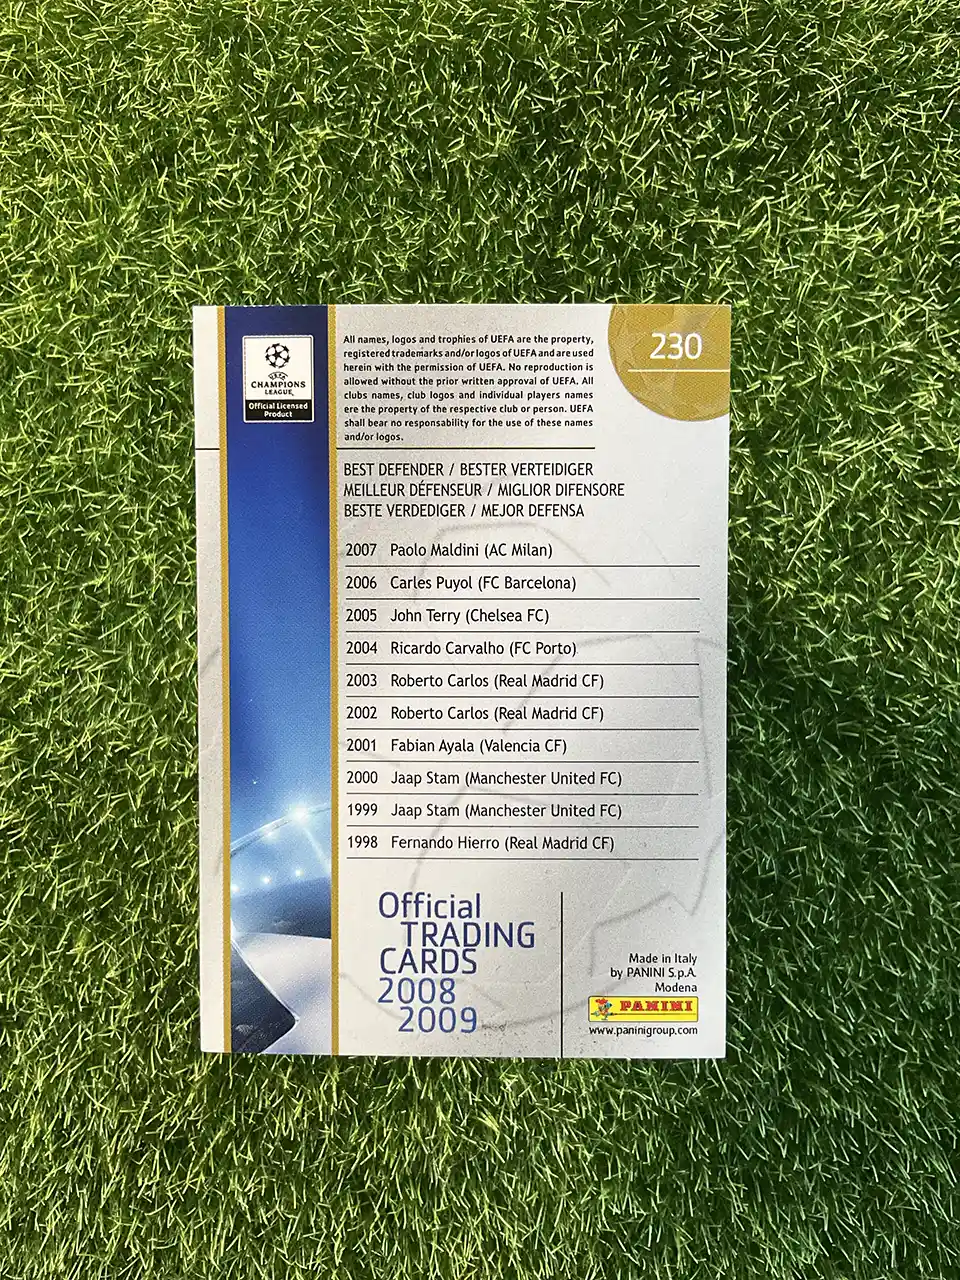 UEFA
CHAMPIONS
LEAGUE
Official Licensed
Product
All names, logos and trophies of UEFA are the property,
registered trademarks and/or logos of UEFA and are used
herein with the permission of UEFA. No reproduction is
allowed without the prior written approval of UEFA. All
clubs names, club logos and individual players names
ere the property of the respective club or person. UEFA
shall bear no responsability for the use of these names
and/or logos.
230
BEST DEFENDER / BESTER VERTEIDIGER
MEILLEUR DÉFENSEUR / MIGLIOR DIFENSORE
BESTE VERDEDIGER / MEJOR DEFENSA
2007 Paolo Maldini (AC Milan)
2006 Carles Puyol (FC Barcelona)
2005 John Terry (Chelsea FC)
2004 Ricardo Carvalho (FC Porto)
2003 Roberto Carlos (Real Madrid CF)
2002 Roberto Carlos (Real Madrid CF)
2001 Fabian Ayala (Valencia CF)
2000 Jaap Stam (Manchester United FC)
1999 Jaap Stam (Manchester United FC)
1998 Fernando Hierro (Real Madrid CF)
Official
TRADING
CARDS
2008
2009
Made in Italy
by PANINI S.p.A.
Modena
PANINI
www.paninigroup.com